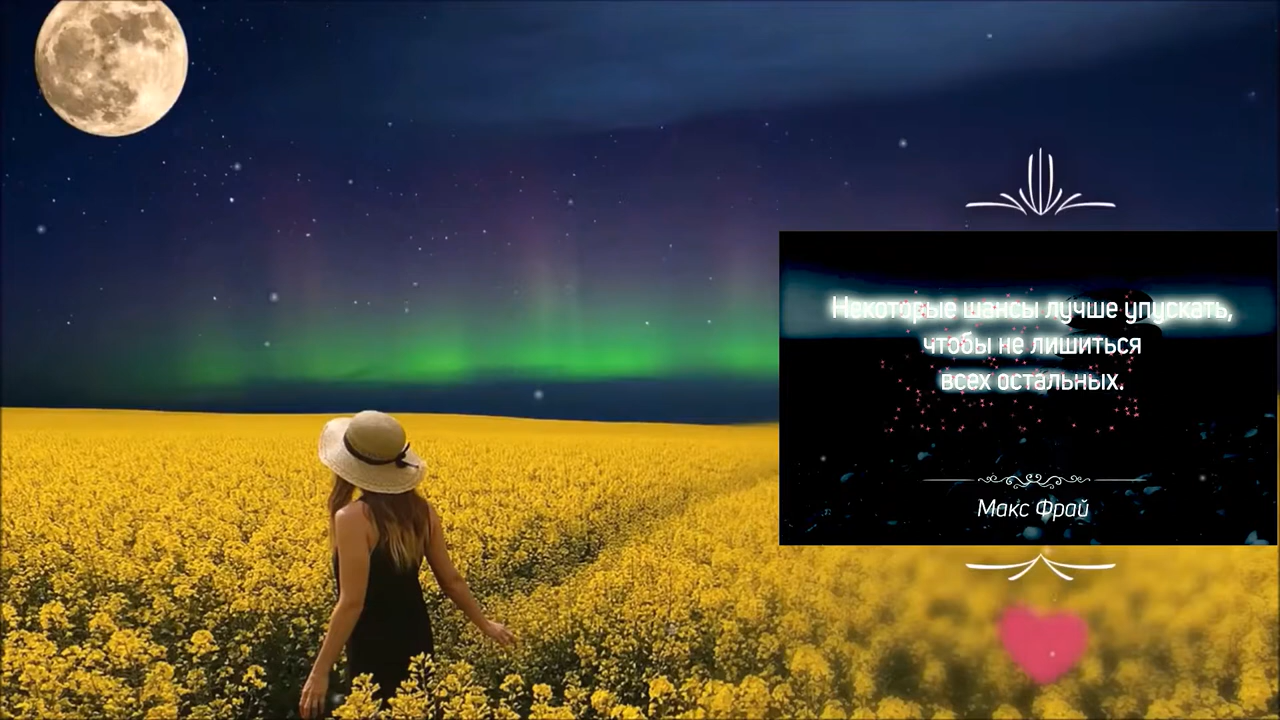 Некоторые шансы лучше упускать,
чтобы не лишиться
всех остальных.
Макс Фрай